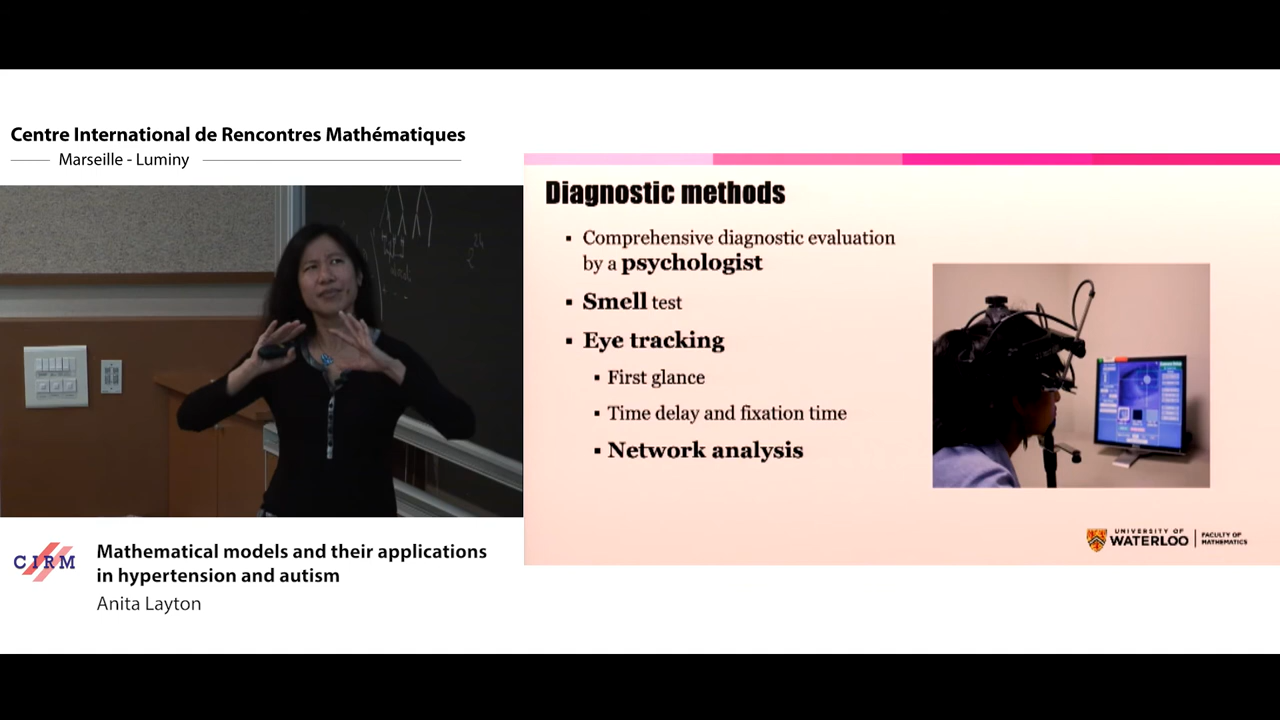 Centre International de Rencontres Mathématiques
Marseille - Luminy
Diagnostic methods
▪ Comprehensive diagnostic evaluation
by a psychologist
▪ Smell test
▪ Eye tracking
▪ First glance
▪ Time delay and fixation time
▪ Network analysis
UNIVERSITY OF
WATERLOO
FACULTY OF
MATHEMATICS
CIRM
Mathematical models and their applications
in hypertension and autism
Anita Layton